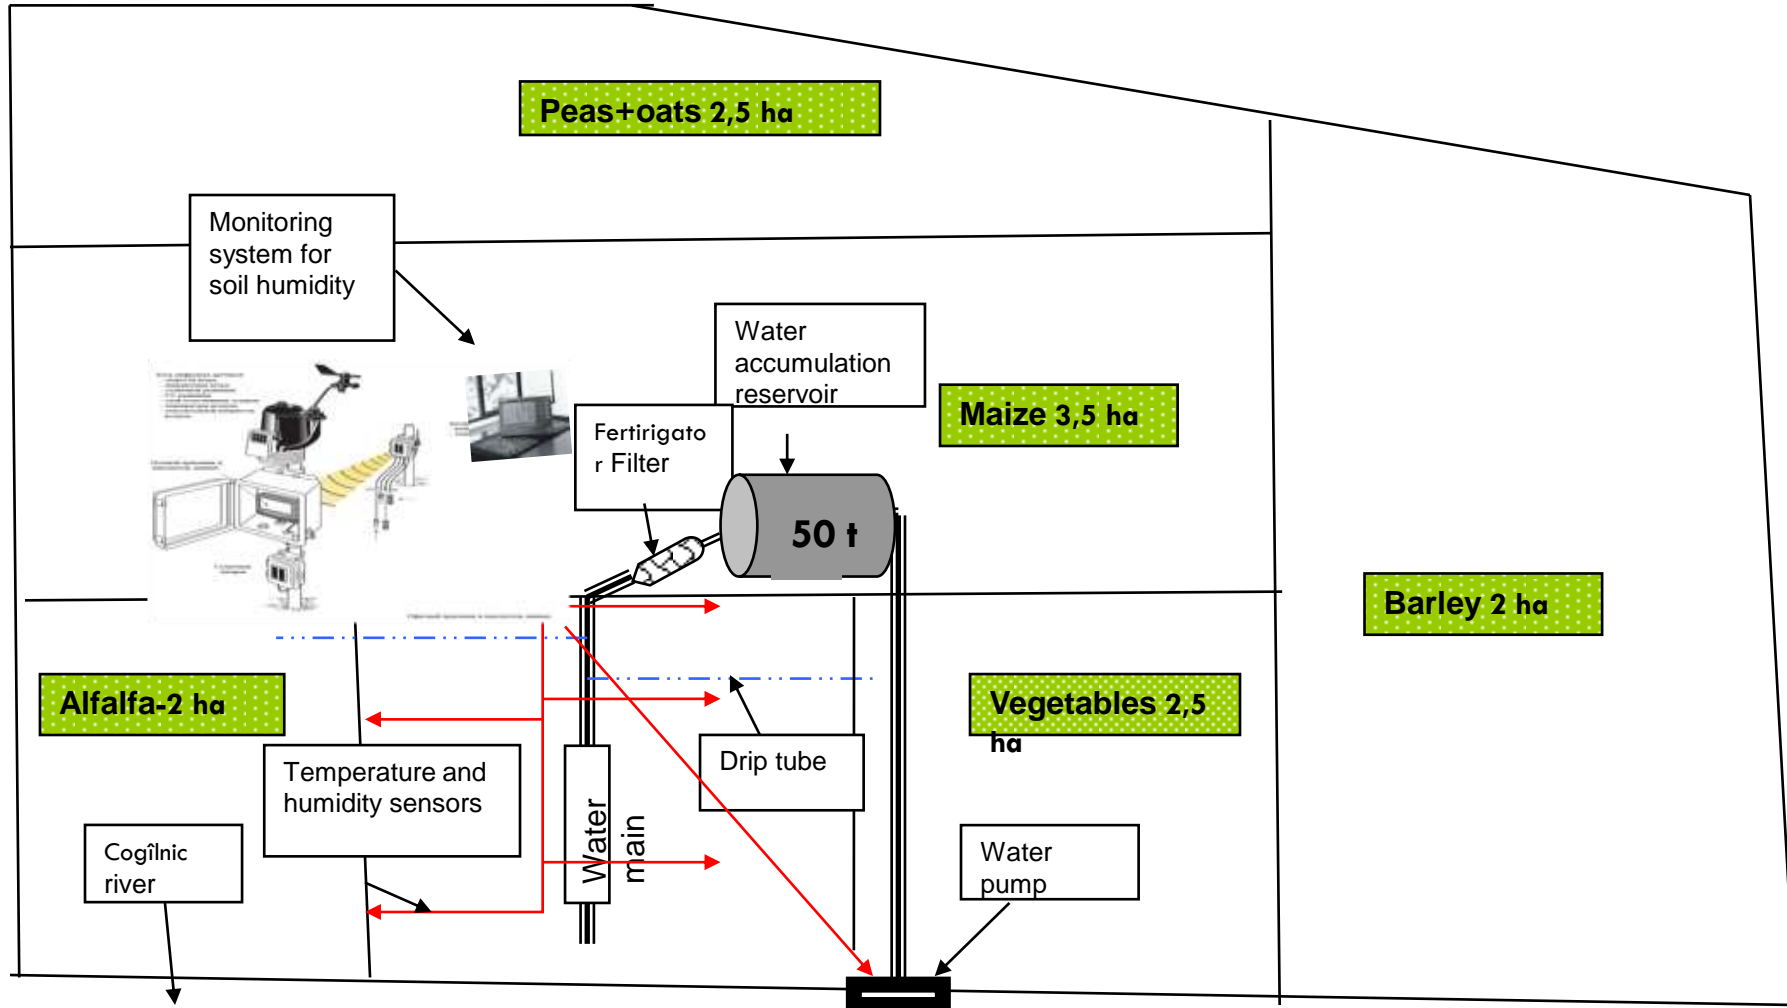 Peas+oats 2,5 ha
Monitoring
system for
soil humidity
Water
accumulation
reservoir
Maize 3,5 ha
Fertirigato
r Filter
50 t
Barley 2 ha
Alfalfa-2 ha
Vegetables 2,5
ha
Temperature and
humidity sensors
Drip tube
Water
main
Cogîlnic
river
Water
pump